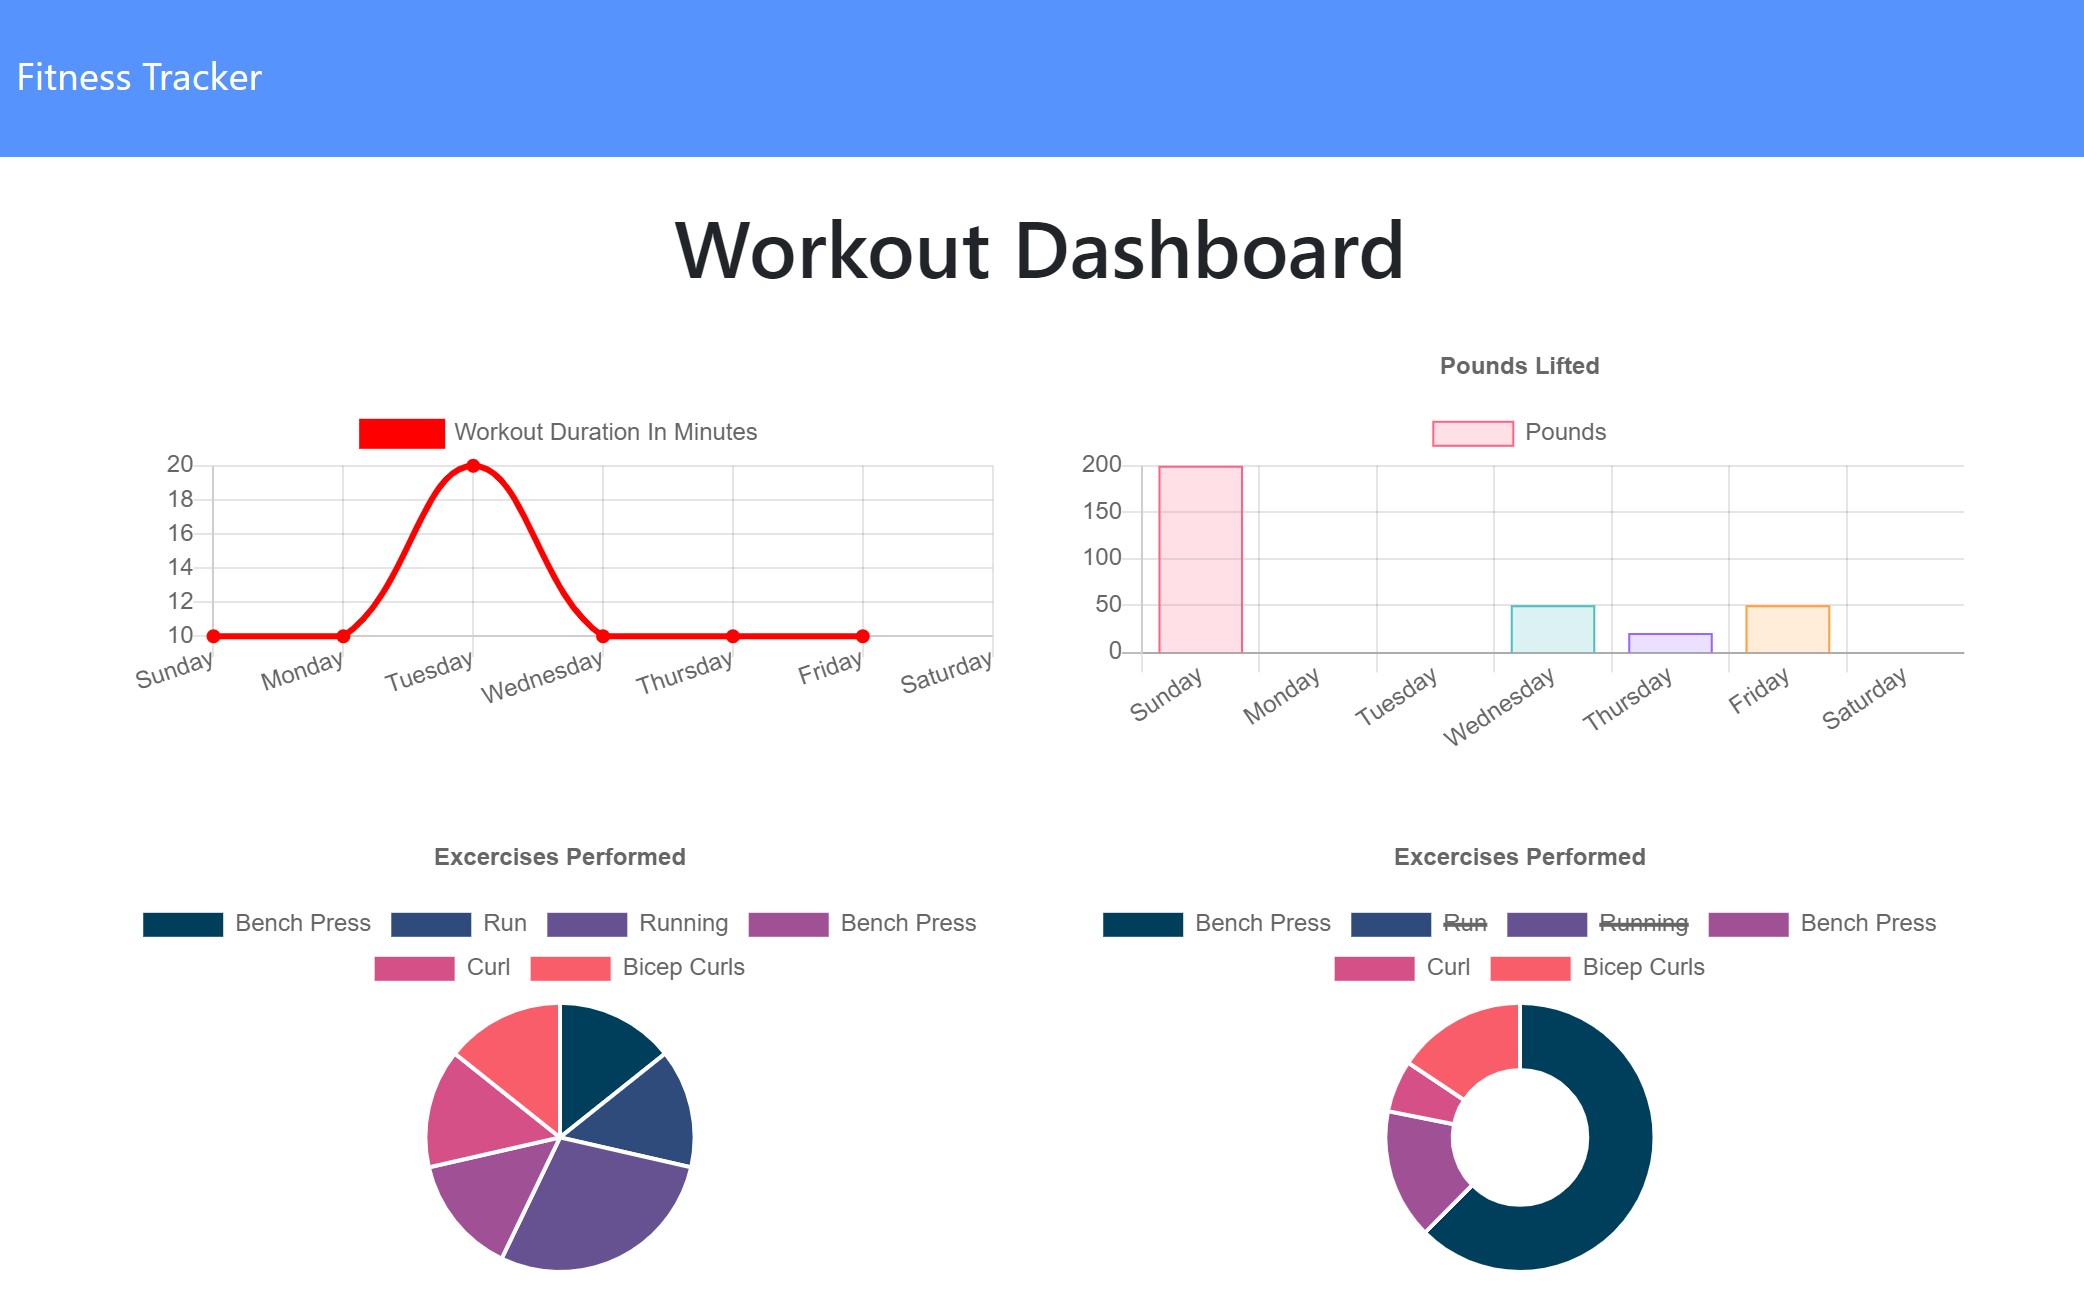 Fitness Tracker
Workout Dashboard
Workout Duration In Minutes
20
18
16
14
12
10
Sunday Monday Tuesday Wednesday Thursday Friday Saturday
Pounds Lifted
Pounds
200
150
100
50
0
Sunday Monday Tuesday Wednesday Thursday Friday Saturday
Excercises Performed
Bench Press Run Running Bench Press
Curl Bicep Curls
Excercises Performed
Bench Press Run Running Bench Press
Curl Bicep Curls